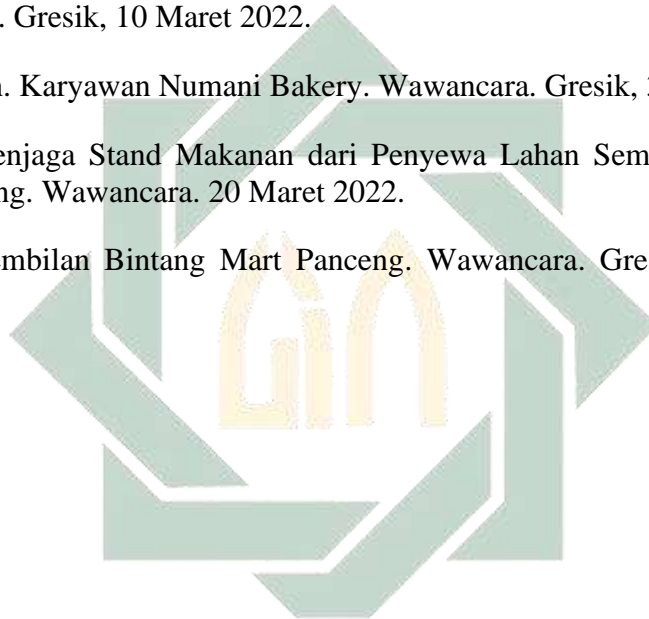 . Gresik, 10 Maret 2022.
. Karyawan Numani Bakery. Wawancara. Gresik,
enjaga Stand Makanan dari Penyewa Lahan Sem
ng. Wawancara. 20 Maret 2022.
embilan Bintang Mart Panceng. Wawancara. Gre